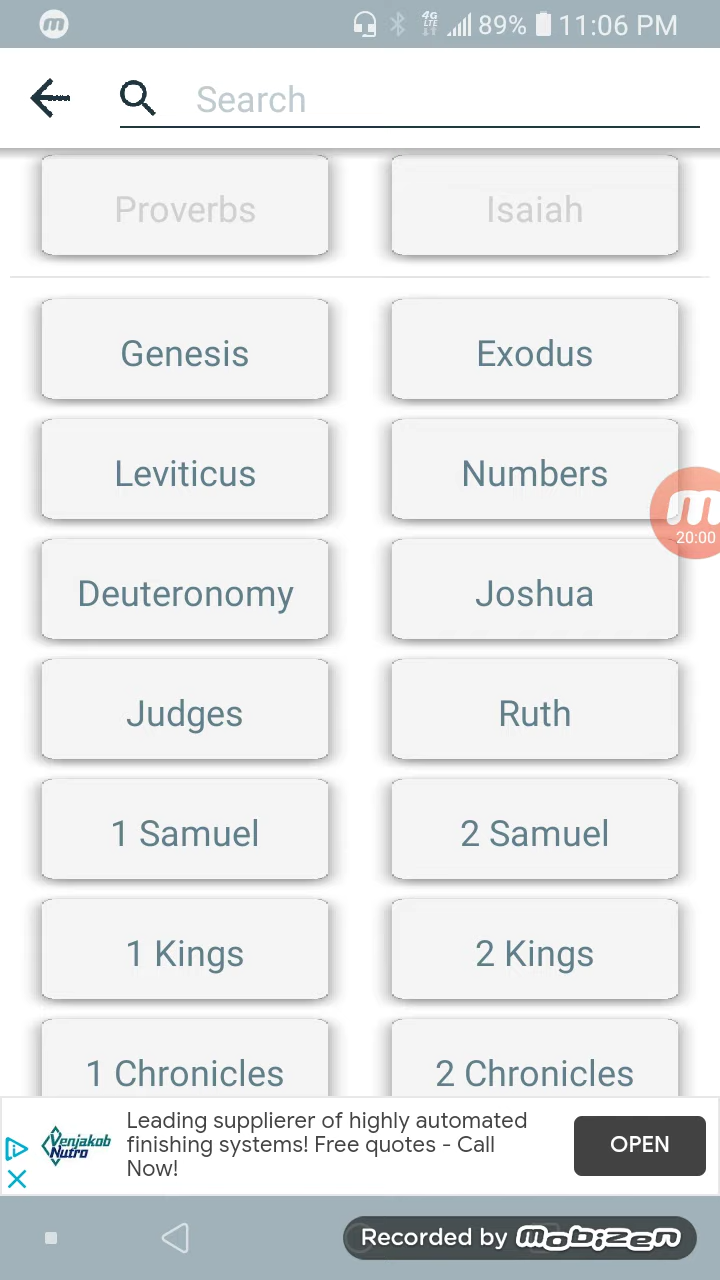 89% 11:06 PM
Search
Proverbs Isaiah
Genesis Exodus
Leviticus Numbers
20:00
Deuteronomy Joshua
Judges Ruth
1 Samuel 2 Samuel
1 Kings 2 Kings
1 Chronicles 2 Chronicles
Venjakob Nutro
Leading supplierer of highly automated
finishing systems! Free quotes - Call
Now!
OPEN
Recorded by mobizen